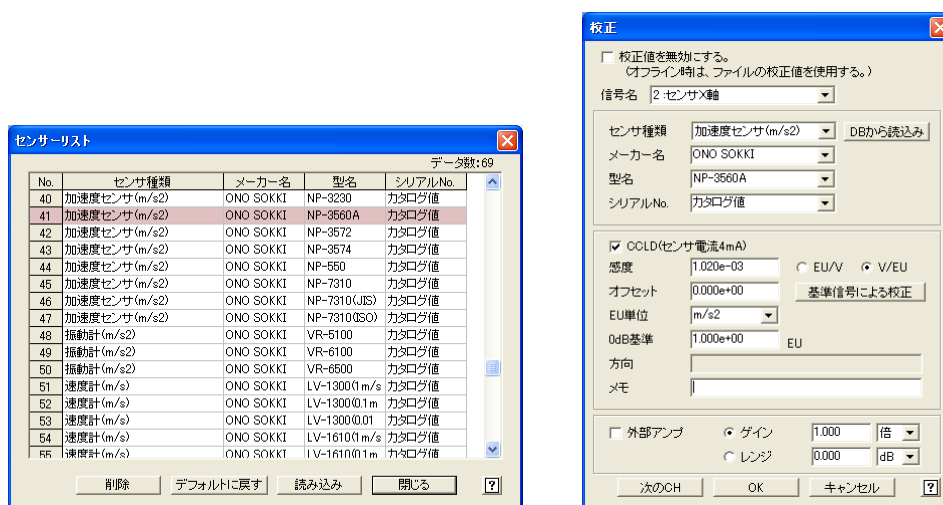 センサーリスト
データ数:69
No. センサ種類 メーカー名 型名 シリアルNo.
40 加速度センサ(m/s2) ONO SOKKI NP-3230 カタログ値
41 加速度センサ(m/s2) ONO SOKKI NP-3560A カタログ値
42 加速度センサ(m/s2) ONO SOKKI NP-3572 カタログ値
43 加速度センサ(m/s2) ONO SOKKI NP-3574 カタログ値
44 加速度センサ(m/s2) ONO SOKKI NP-550 カタログ値
45 加速度センサ(m/s2) ONO SOKKI NP-7310 カタログ値
46 加速度センサ(m/s2) ONO SOKKI NP-7310(JIS) カタログ値
47 加速度センサ(m/s2) ONO SOKKI NP-7310(ISO) カタログ値
48 振動計(m/s2) ONO SOKKI VR-5100 カタログ値
49 振動計(m/s2) ONO SOKKI VR-6100 カタログ値
50 振動計(m/s2) ONO SOKKI VR-6500 カタログ値
51 速度計(m/s) ONO SOKKI LV-1300(1m/s カタログ値
52 速度計(m/s) ONO SOKKI LV-1300(0.1m カタログ値
53 速度計(m/s) ONO SOKKI LV-1300(0.01 カタログ値
54 速度計(m/s) ONO SOKKI LV-1610(1m/s カタログ値
55 速度計(m/s) ONO SOKKI LV-1610(0.1m カタログ値
削除 デフォルトに戻す 読み込み 閉じる ?
校正
校正値を無効にする。
(オフライン時は、ファイルの校正値を使用する。)
信号名 2:センサX軸
センサ種類 加速度センサ(m/s2) DBから読込み
メーカー名 ONO SOKKI
型名 NP-3560A
シリアルNo. カタログ値
CCLD(センサ電流4mA)
感度 1.020e-03 EU/V V/EU
オフセット 0.000e+00 基準信号による校正
EU単位 m/s2
0dB基準 1.000e+00 EU
方向
メモ
外部アンプ ゲイン 1.000 倍
レンジ 0.000 dB
次のCH OK キャンセル ?